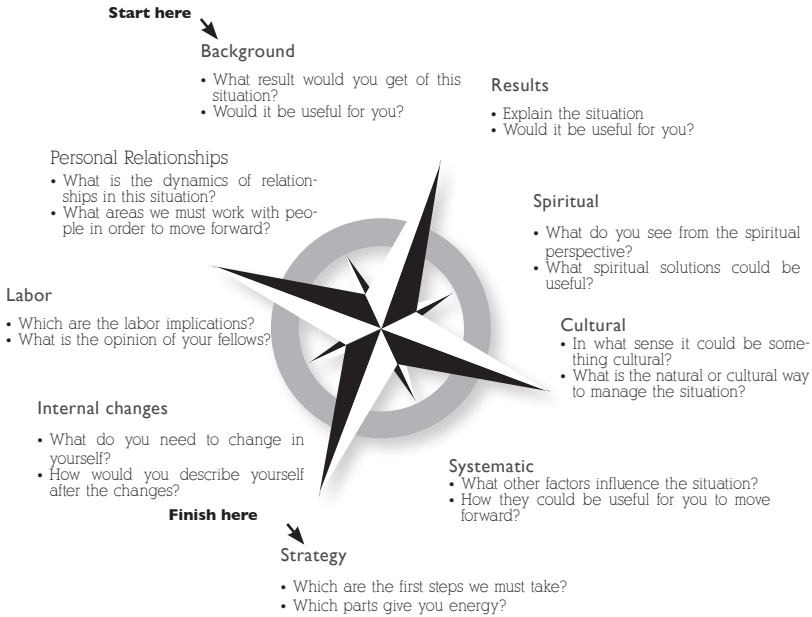 Start here
Background
• What result would you get of this
situation?
• Would it be useful for you?
Results
• Explain the situation
• Would it be useful for you?
Personal Relationships
• What is the dynamics of relation-
ships in this situation?
• What areas we must work with peo-
ple in order to move forward?
Spiritual
• What do you see from the spiritual
perspective?
• What spiritual solutions could be
useful?
Labor
• Which are the labor implications?
• What is the opinion of your fellows?
Cultural
• In what sense it could be some-
thing cultural?
• What is the natural or cultural way
to manage the situation?
Internal changes
• What do you need to change in
yourself?
• How would you describe yourself
after the changes?
Systematic
• What other factors influence the situation?
• How they could be useful for you to move
forward?
Finish here
Strategy
• Which are the first steps we must take?
• Which parts give you energy?